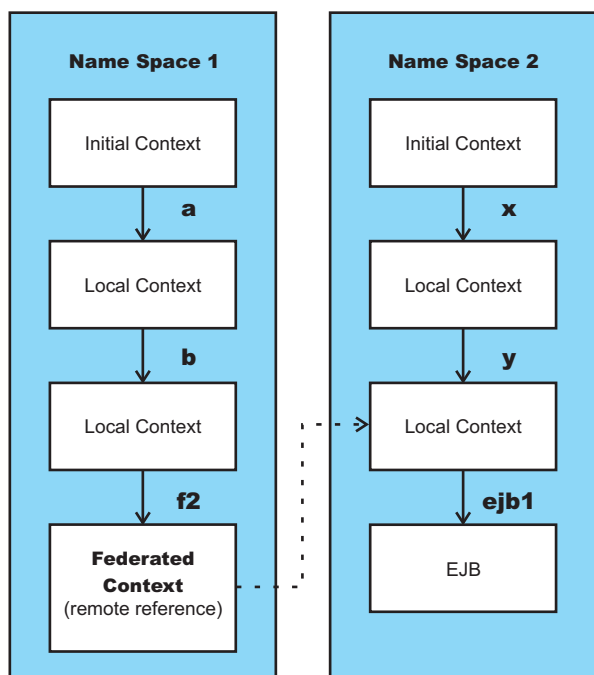 Name Space 1
Initial Context
a
Local Context
b
Local Context
f2
Federated
Context
(remote reference)
Name Space 2
Initial Context
x
Local Context
y
Local Context
ejb1
EJB